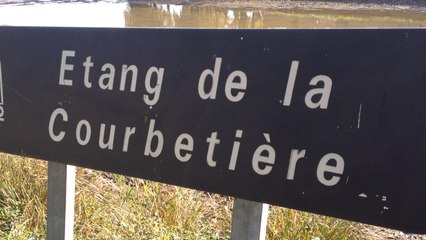 Etang de la
Courbetière